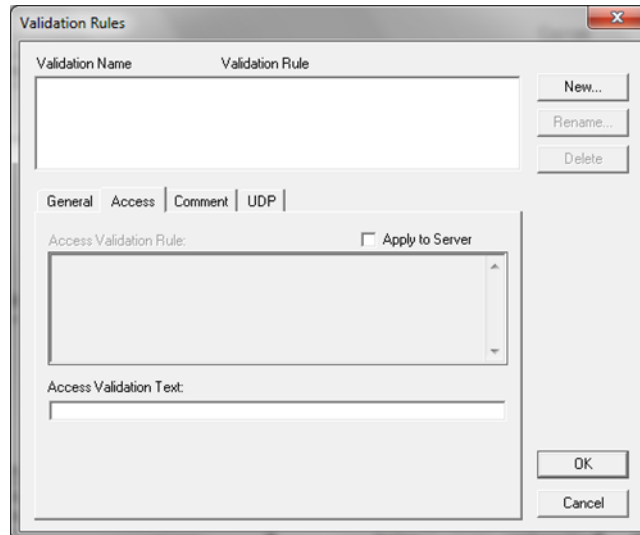 Validation Rules
Validation Name Validation Rule
New...
Rename...
Delete
General Access Comment UDP
Access Validation Rule: Apply to Server
Access Validation Text:
OK
Cancel